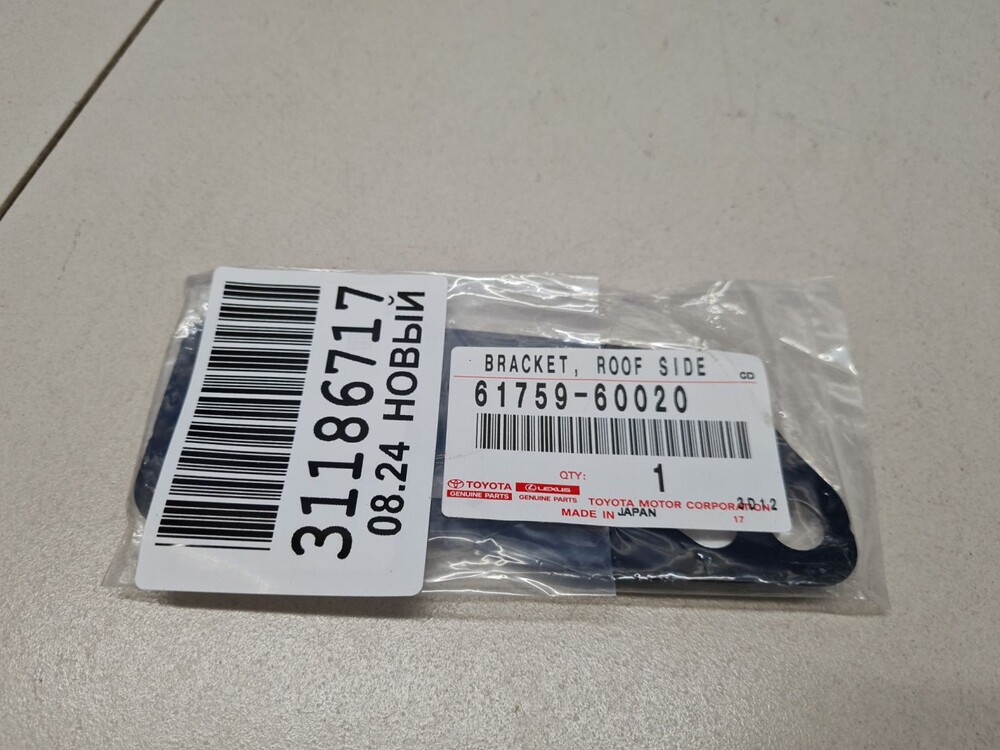 31186717
08.24 НОВЫЙ
BRACKET, ROOF SIDE
GD
61759-60020
QTY: 1
TOYOTA LEXUS
GENUINE PARTS GENUINE PARTS
TOYOTA MOTOR CORPORATION 3D12
MADE IN JAPAN 17